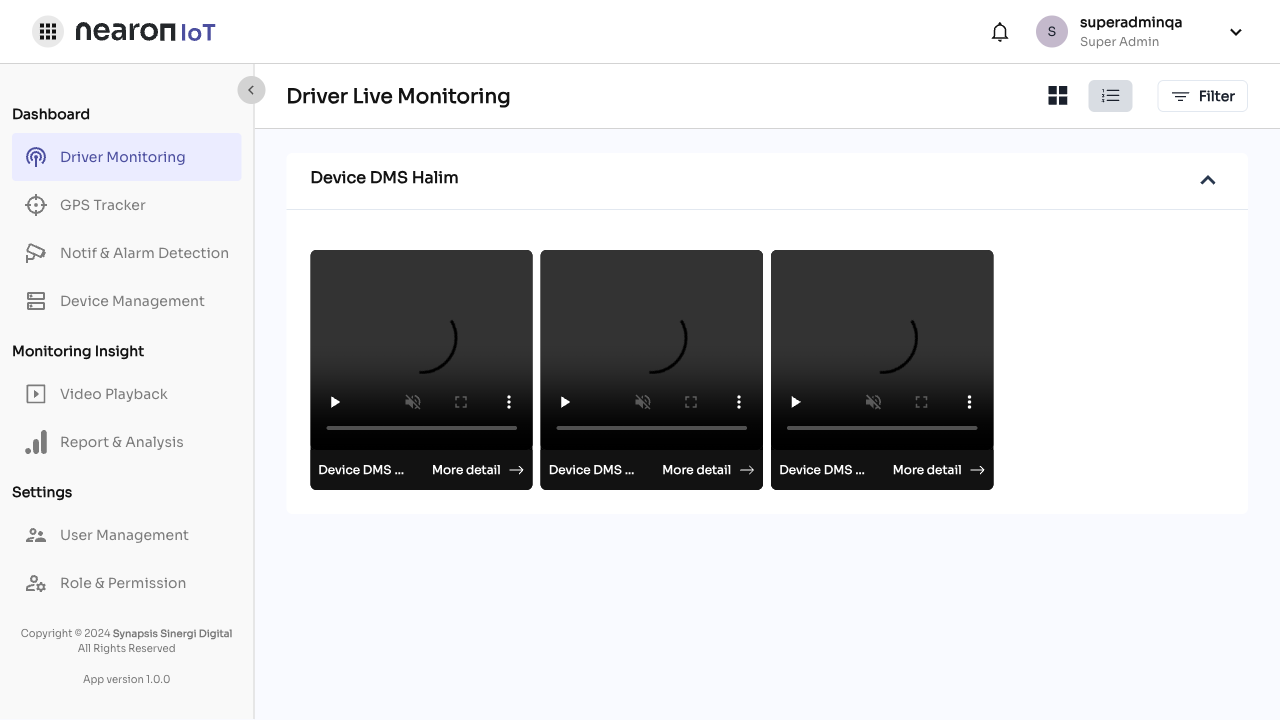 nearon IoT
S
superadminqa
Super Admin
Dashboard
Driver Monitoring
GPS Tracker
Notif & Alarm Detection
Device Management
Monitoring Insight
Video Playback
Report & Analysis
Settings
User Management
Role & Permission
Copyright © 2024 Synapsis Sinergi Digital
All Rights Reserved
App version 1.0.0
Driver Live Monitoring
Filter
Device DMS Halim
Device DMS ... More detail
Device DMS ... More detail
Device DMS ... More detail